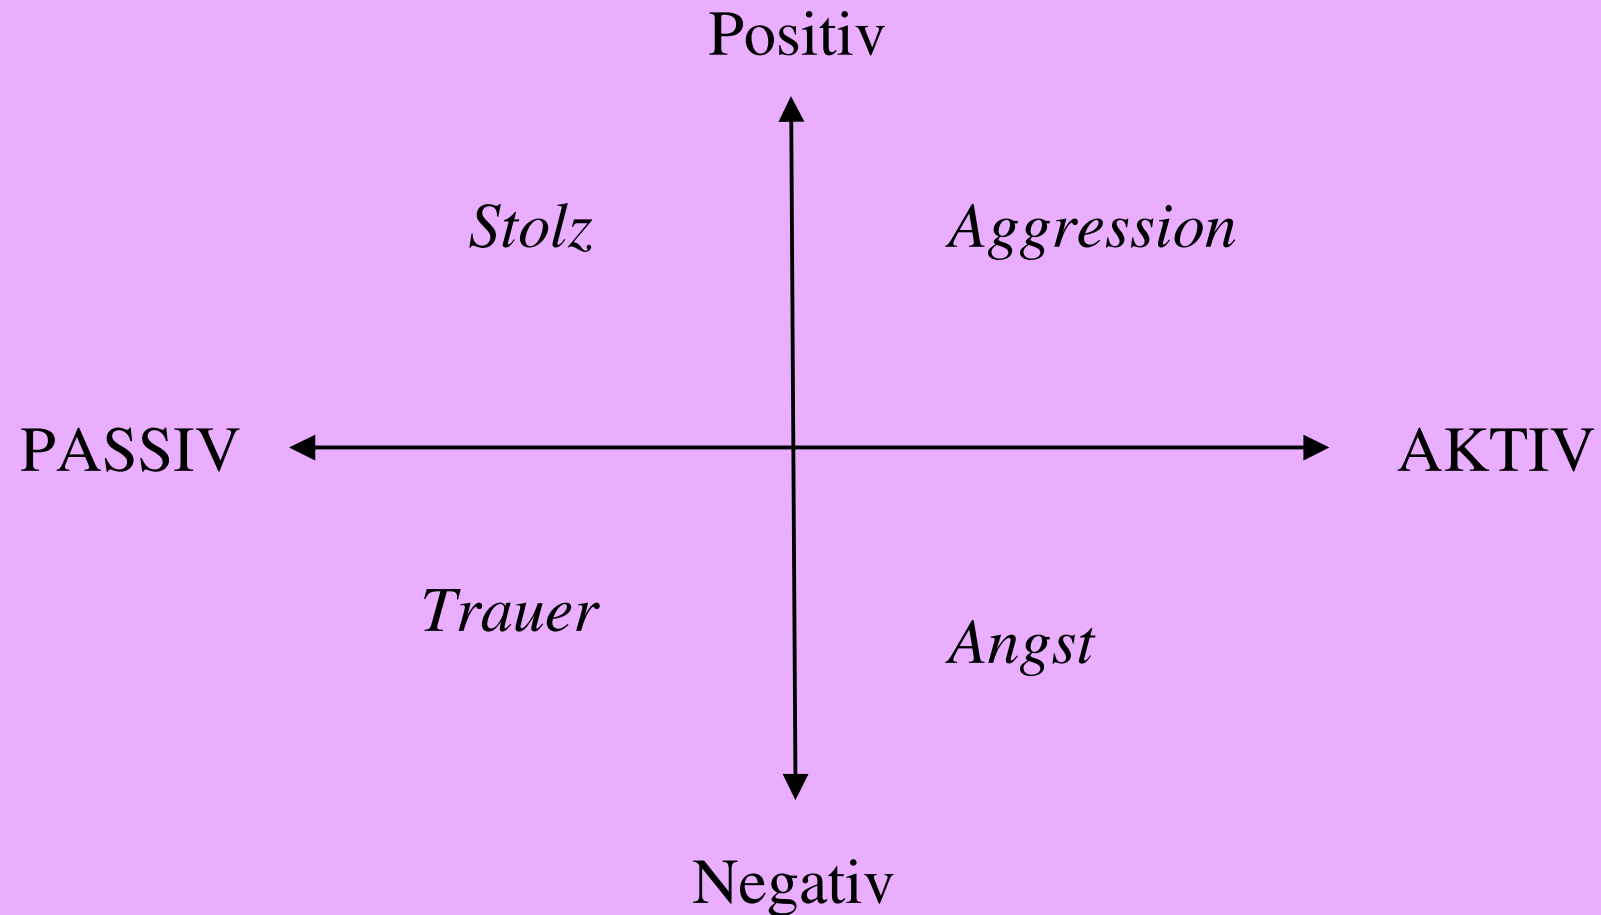 Positiv
Stolz Aggression
PASSIV AKTIV
Trauer
Angst
Negativ